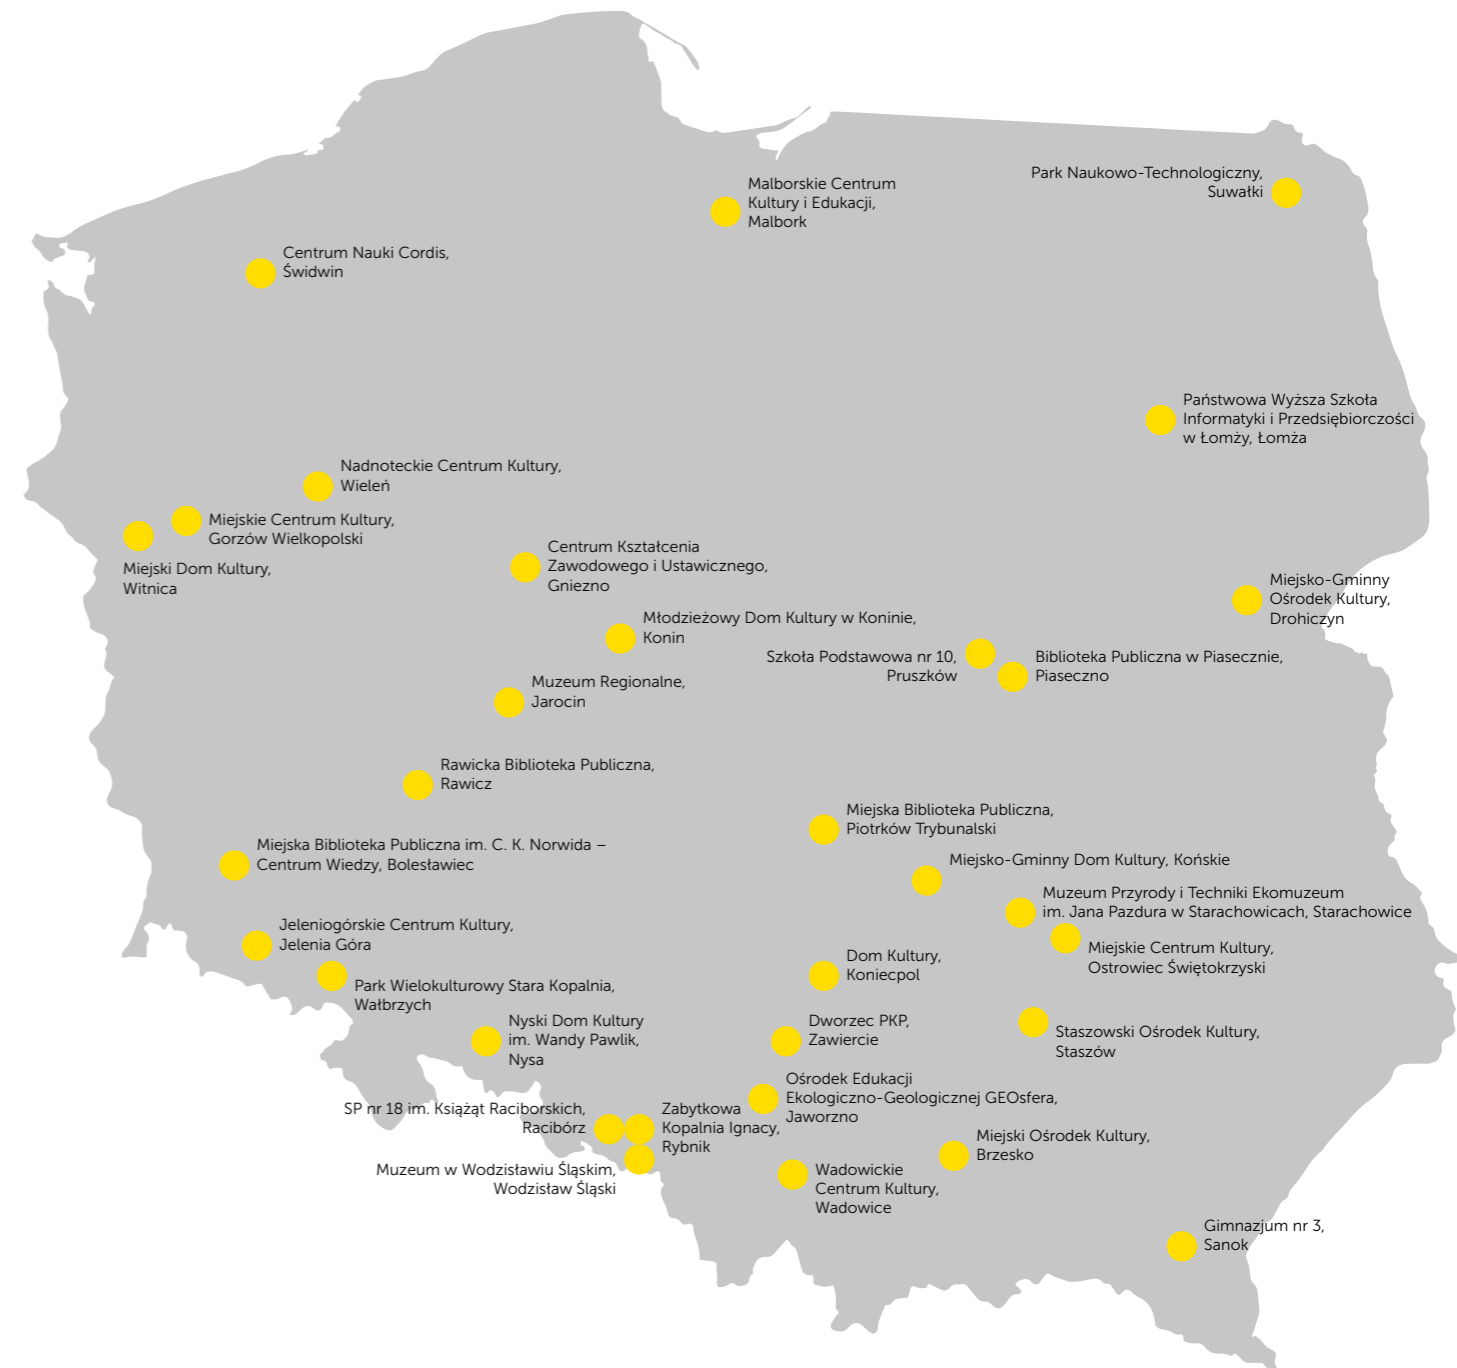 Malborskie Centrum
Kultury i Edukacji,
Malbork
Park Naukowo-Technologiczny,
Suwałki
Centrum Nauki Cordis,
Świdwin
Państwowa Wyższa Szkoła
Informatyki i Przedsiębiorczości
w Łomży, Łomża
Nadnoteckie Centrum Kultury,
Wieleń
Miejskie Centrum Kultury,
Gorzów Wielkopolski
Miejski Dom Kultury,
Witnica
Centrum Kształcenia
Zawodowego i Ustawicznego,
Gniezno
Miejsko-Gminny
Ośrodek Kultury,
Drohiczyn
Młodzieżowy Dom Kultury w Koninie,
Konin
Szkoła Podstawowa nr 10,
Pruszków
Biblioteka Publiczna w Piasecznie,
Piaseczno
Muzeum Regionalne,
Jarocin
Rawicka Biblioteka Publiczna,
Rawicz
Miejska Biblioteka Publiczna,
Piotrków Trybunalski
Miejska Biblioteka Publiczna im. C. K. Norwida –
Centrum Wiedzy, Bolesławiec
Miejsko-Gminny Dom Kultury, Końskie
Muzeum Przyrody i Techniki Ekomuzeum
im. Jana Pazdura w Starachowicach, Starachowice
Jeleniogórskie Centrum Kultury,
Jelenia Góra
Miejskie Centrum Kultury,
Ostrowiec Świętokrzyski
Dom Kultury,
Koniecpol
Park Wielokulturowy Stara Kopalnia,
Wałbrzych
Nyski Dom Kultury
im. Wandy Pawlik,
Nysa
Dworzec PKP,
Zawiercie
Staszowski Ośrodek Kultury,
Staszów
Ośrodek Edukacji
Ekologiczno-Geologicznej GEOsfera,
Jaworzno
SP nr 18 im. Książąt Raciborskich,
Racibórz
Zabytkowa
Kopalnia Ignacy,
Rybnik
Miejski Ośrodek Kultury,
Brzesko
Muzeum w Wodzisławiu Śląskim,
Wodzisław Śląski
Wadowickie
Centrum Kultury,
Wadowice
Gimnazjum nr 3,
Sanok